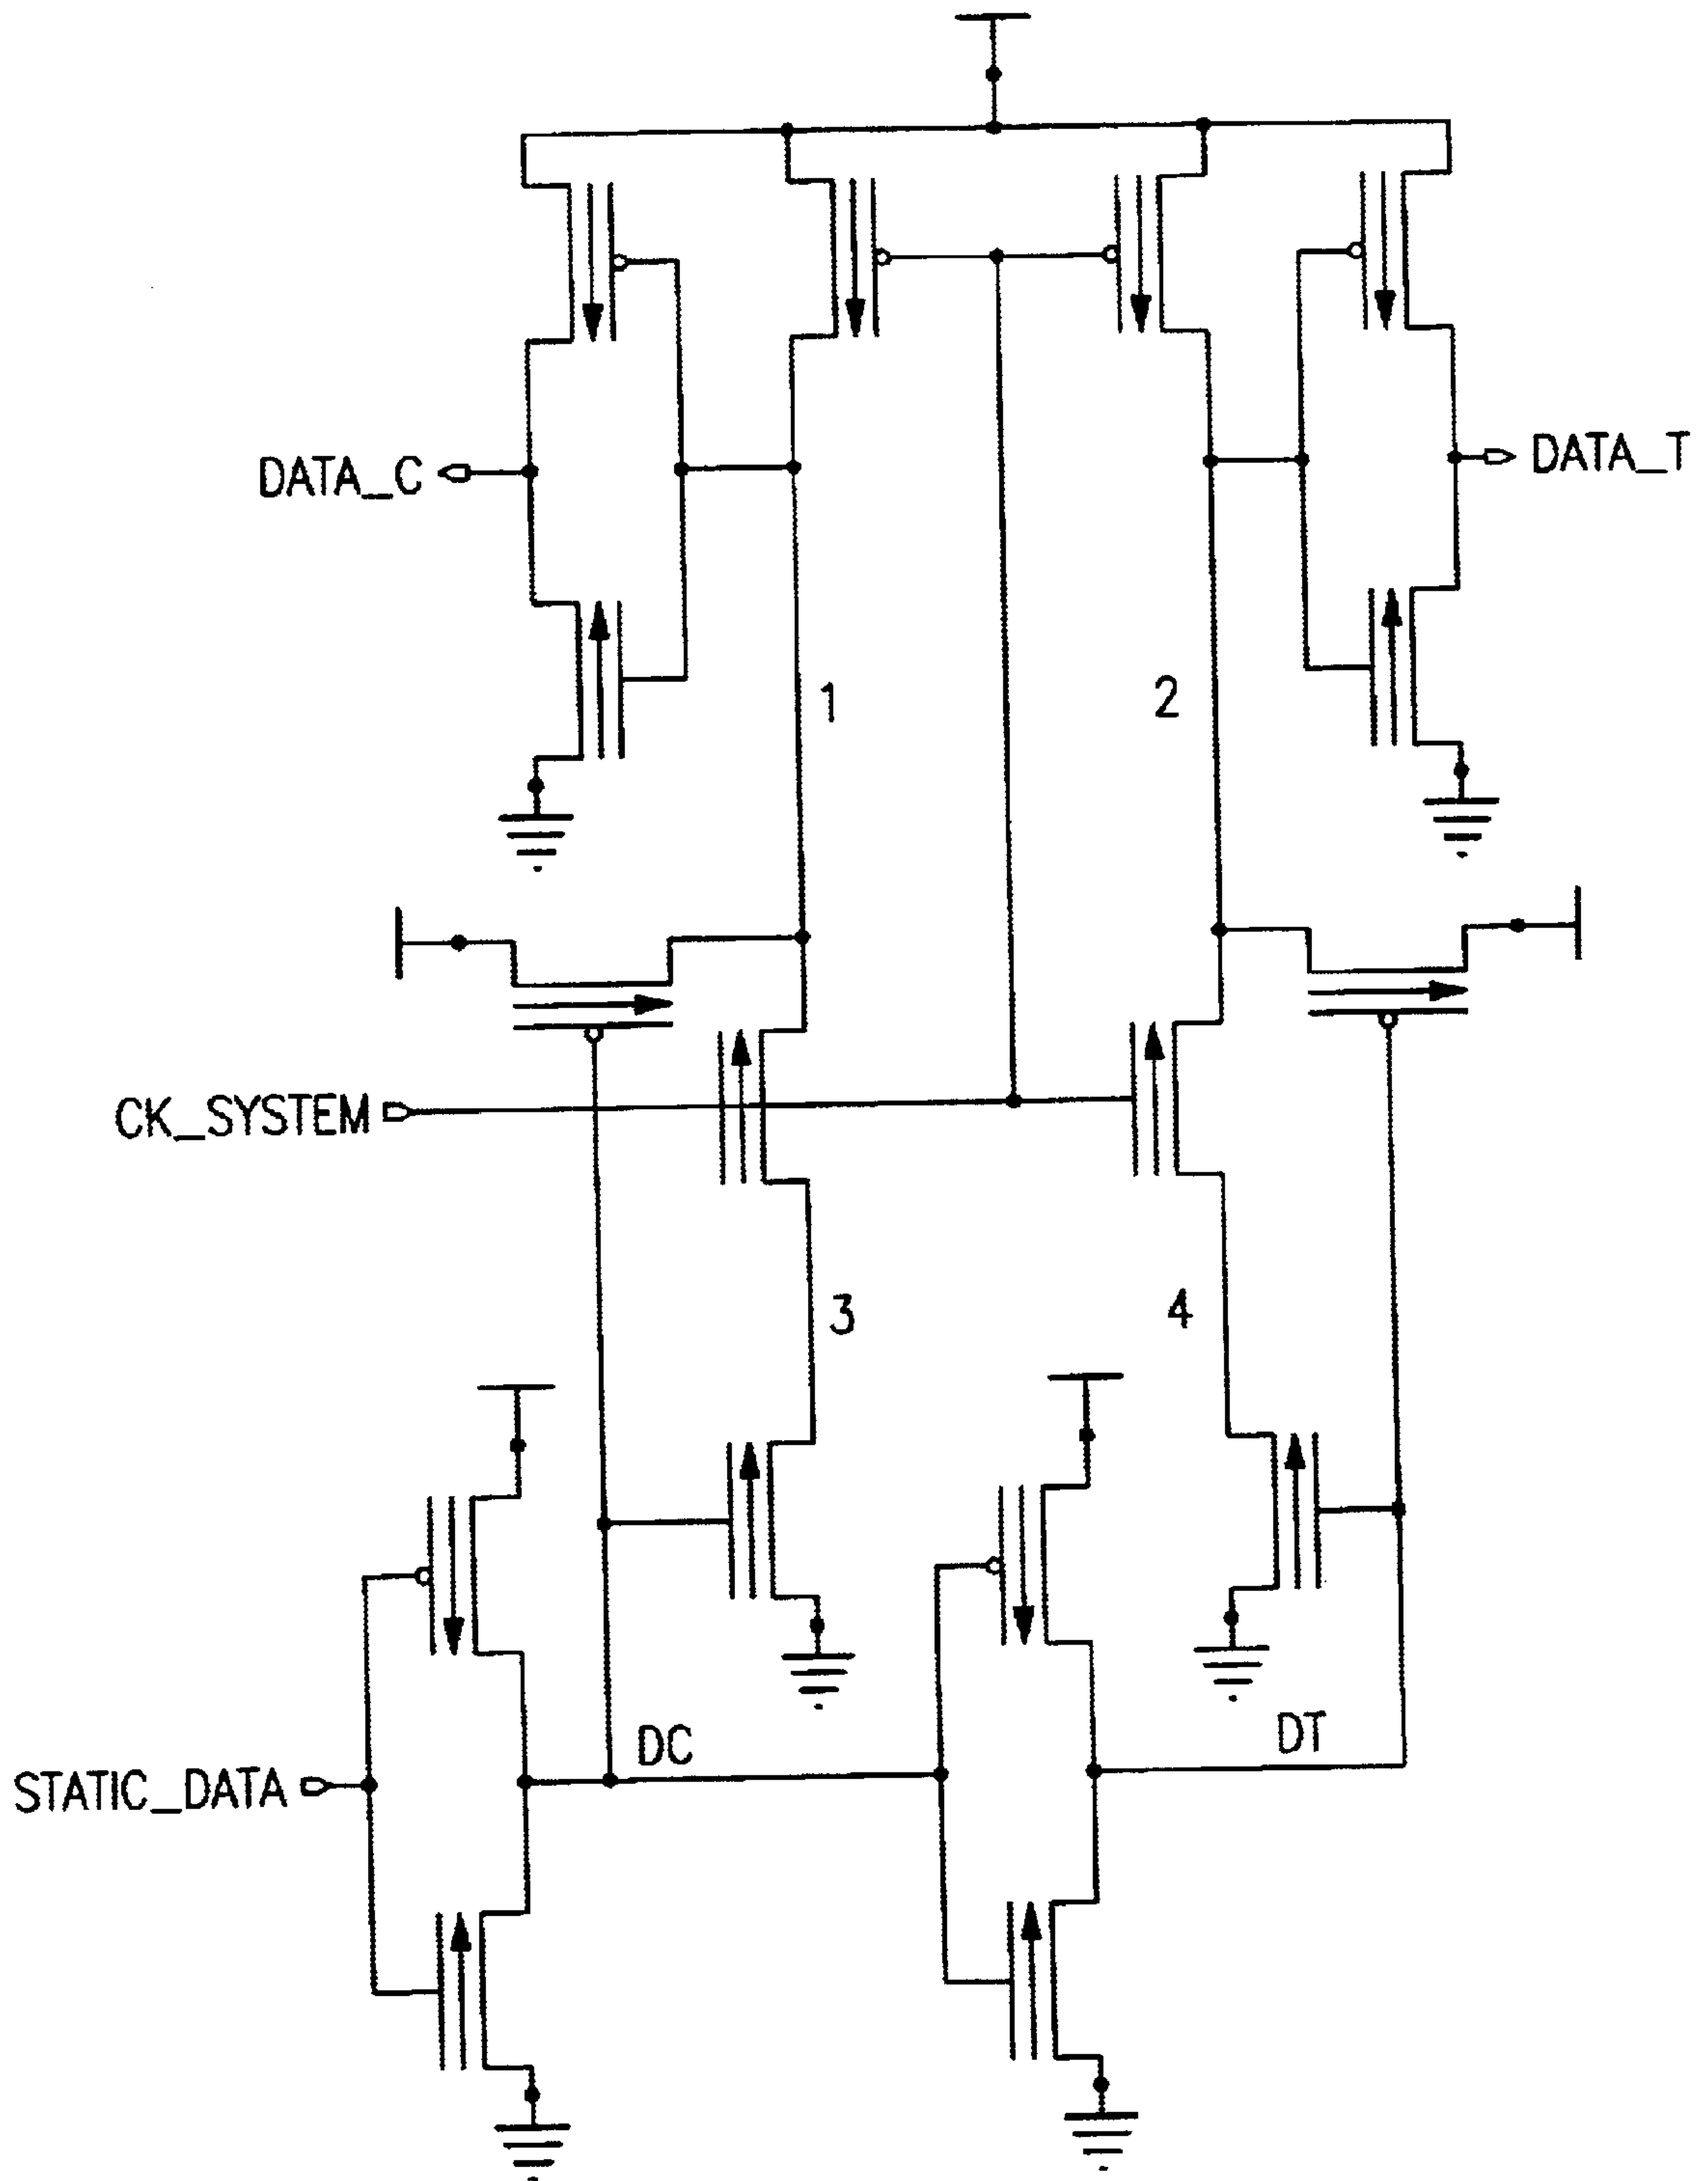 DATA_C
DATA_T
1
2
CK_SYSTEM
3
4
DC
DT
STATIC_DATA